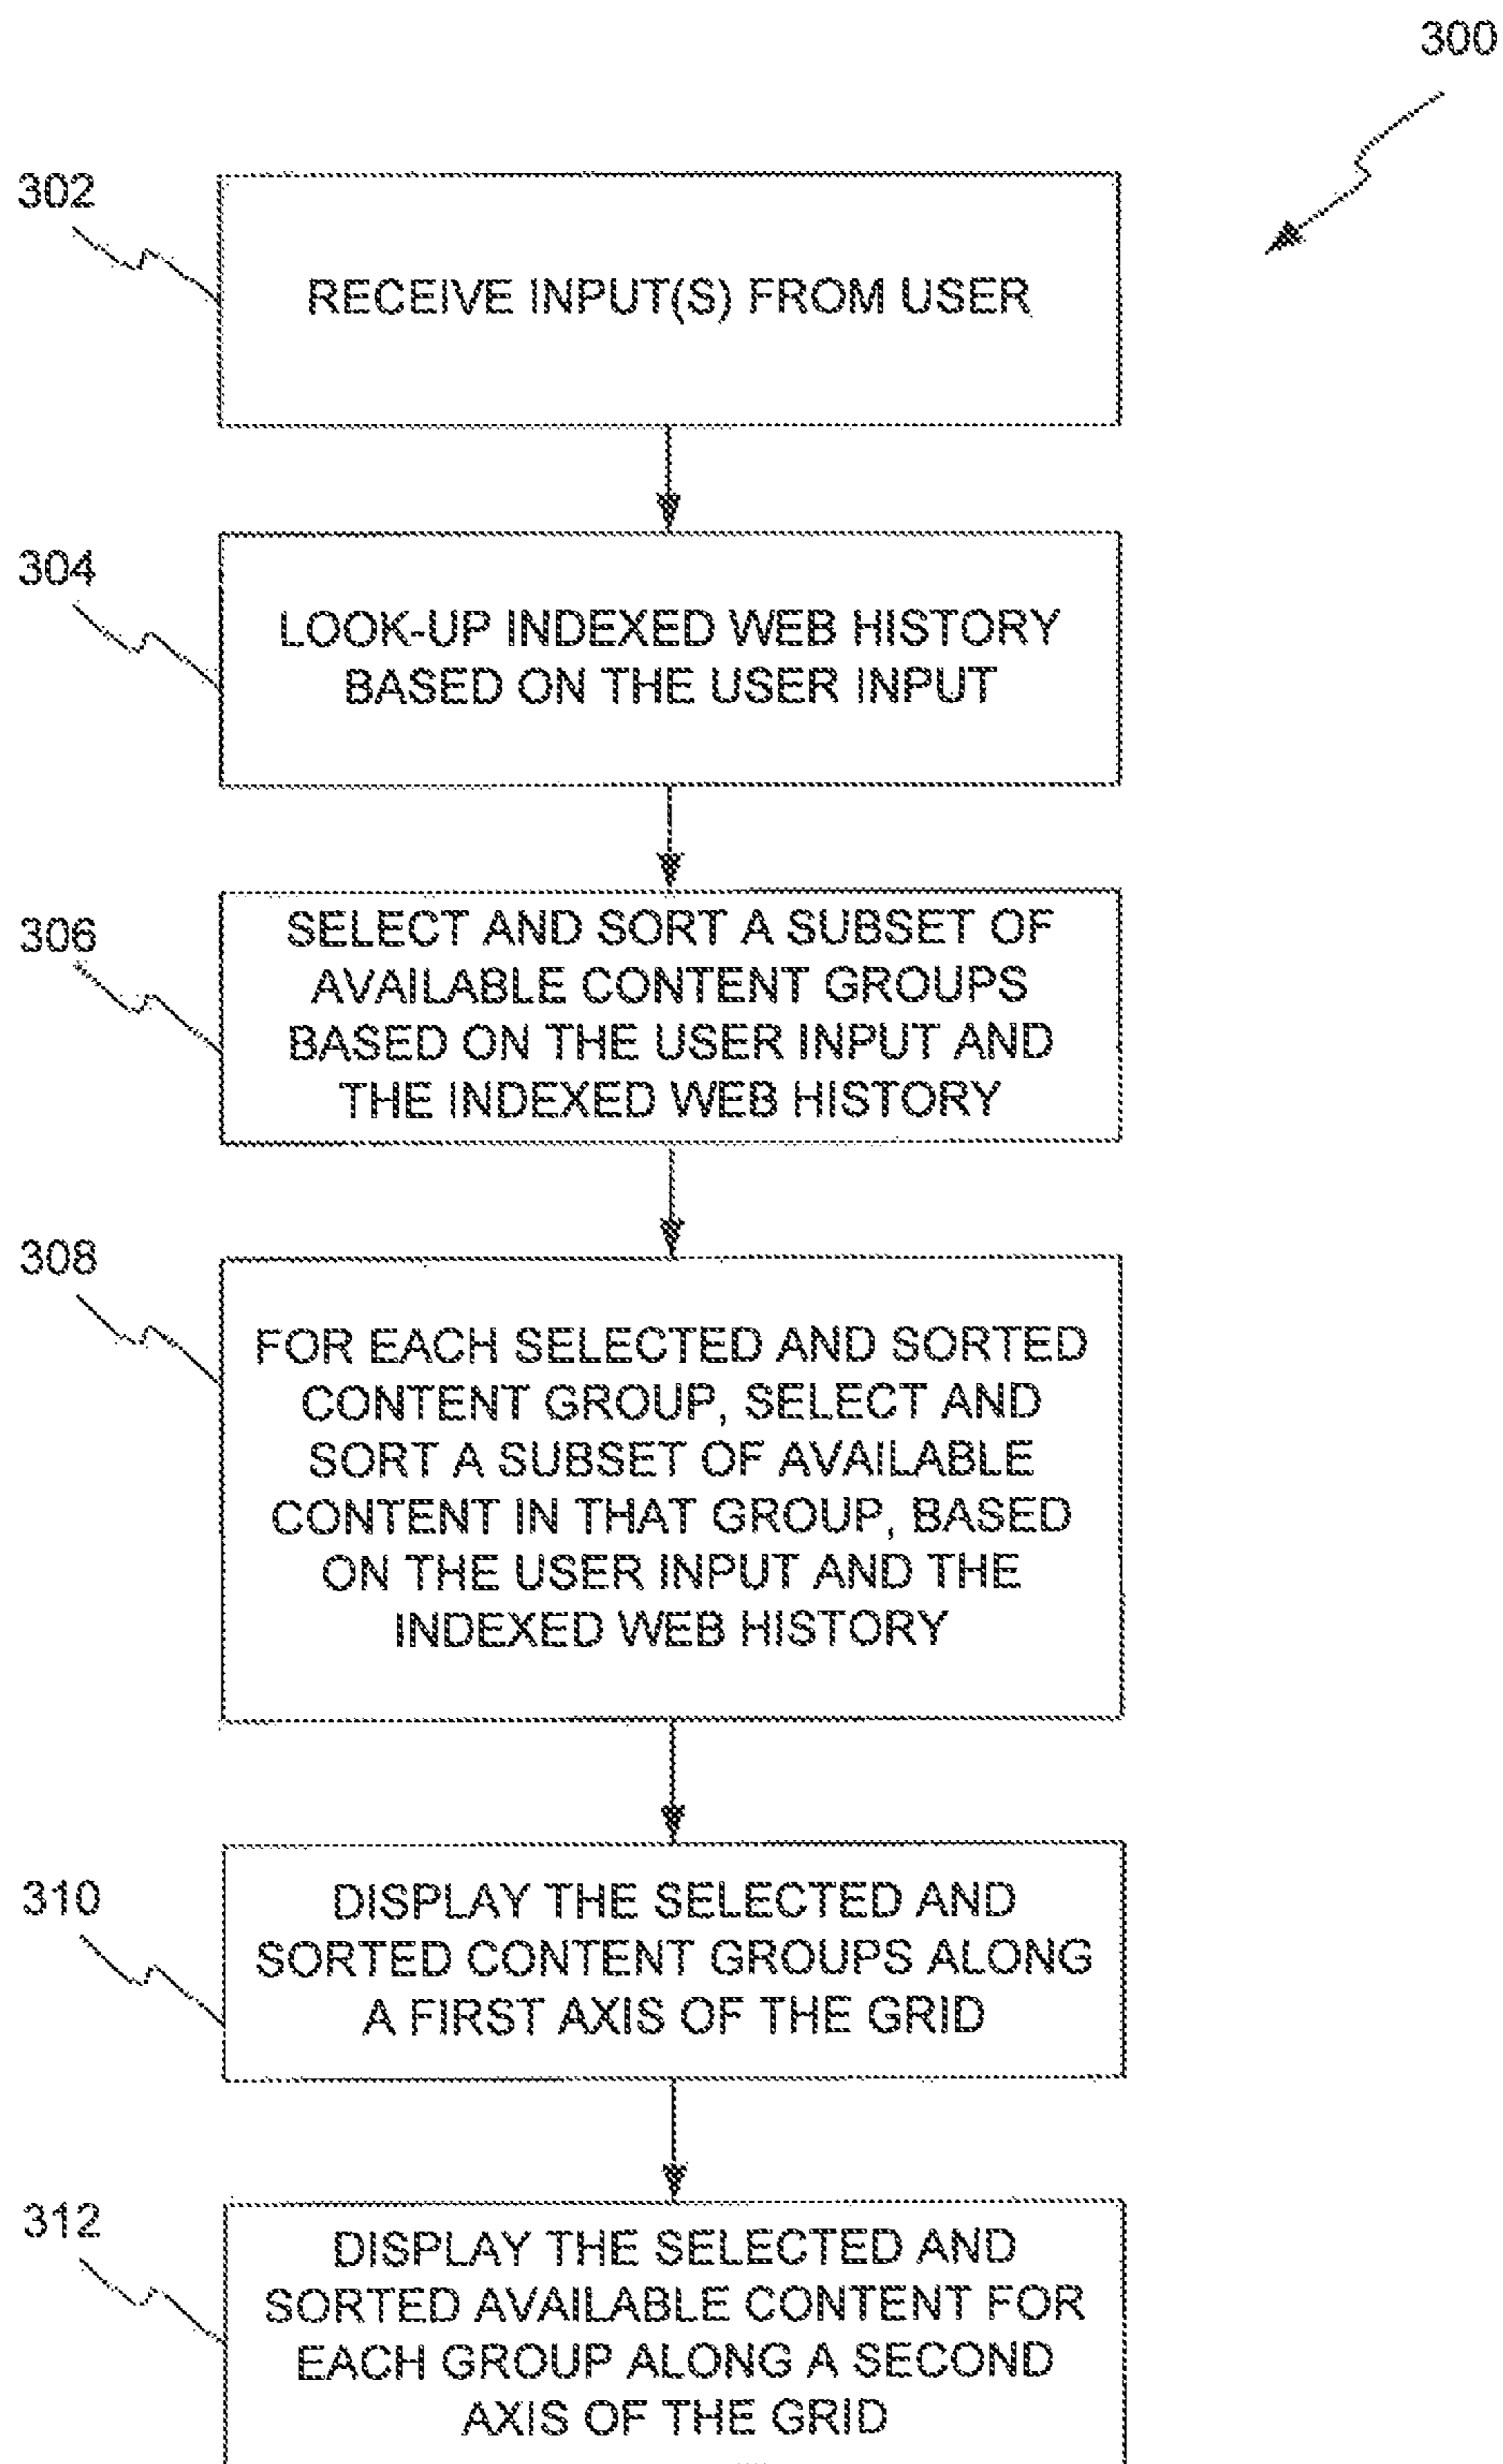 300
302
RECEIVE INPUT(S) FROM USER
304
LOOK-UP INDEXED WEB HISTORY
BASED ON THE USER INPUT
306
SELECT AND SORT A SUBSET OF
AVAILABLE CONTENT GROUPS
BASED ON THE USER INPUT AND
THE INDEXED WEB HISTORY
308
FOR EACH SELECTED AND SORTED
CONTENT GROUP, SELECT AND
SORT A SUBSET OF AVAILABLE
CONTENT IN THAT GROUP, BASED
ON THE USER INPUT AND THE
INDEXED WEB HISTORY
310
DISPLAY THE SELECTED AND
SORTED CONTENT GROUPS ALONG
A FIRST AXIS OF THE GRID
312
DISPLAY THE SELECTED AND
SORTED AVAILABLE CONTENT FOR
EACH GROUP ALONG A SECOND
AXIS OF THE GRID